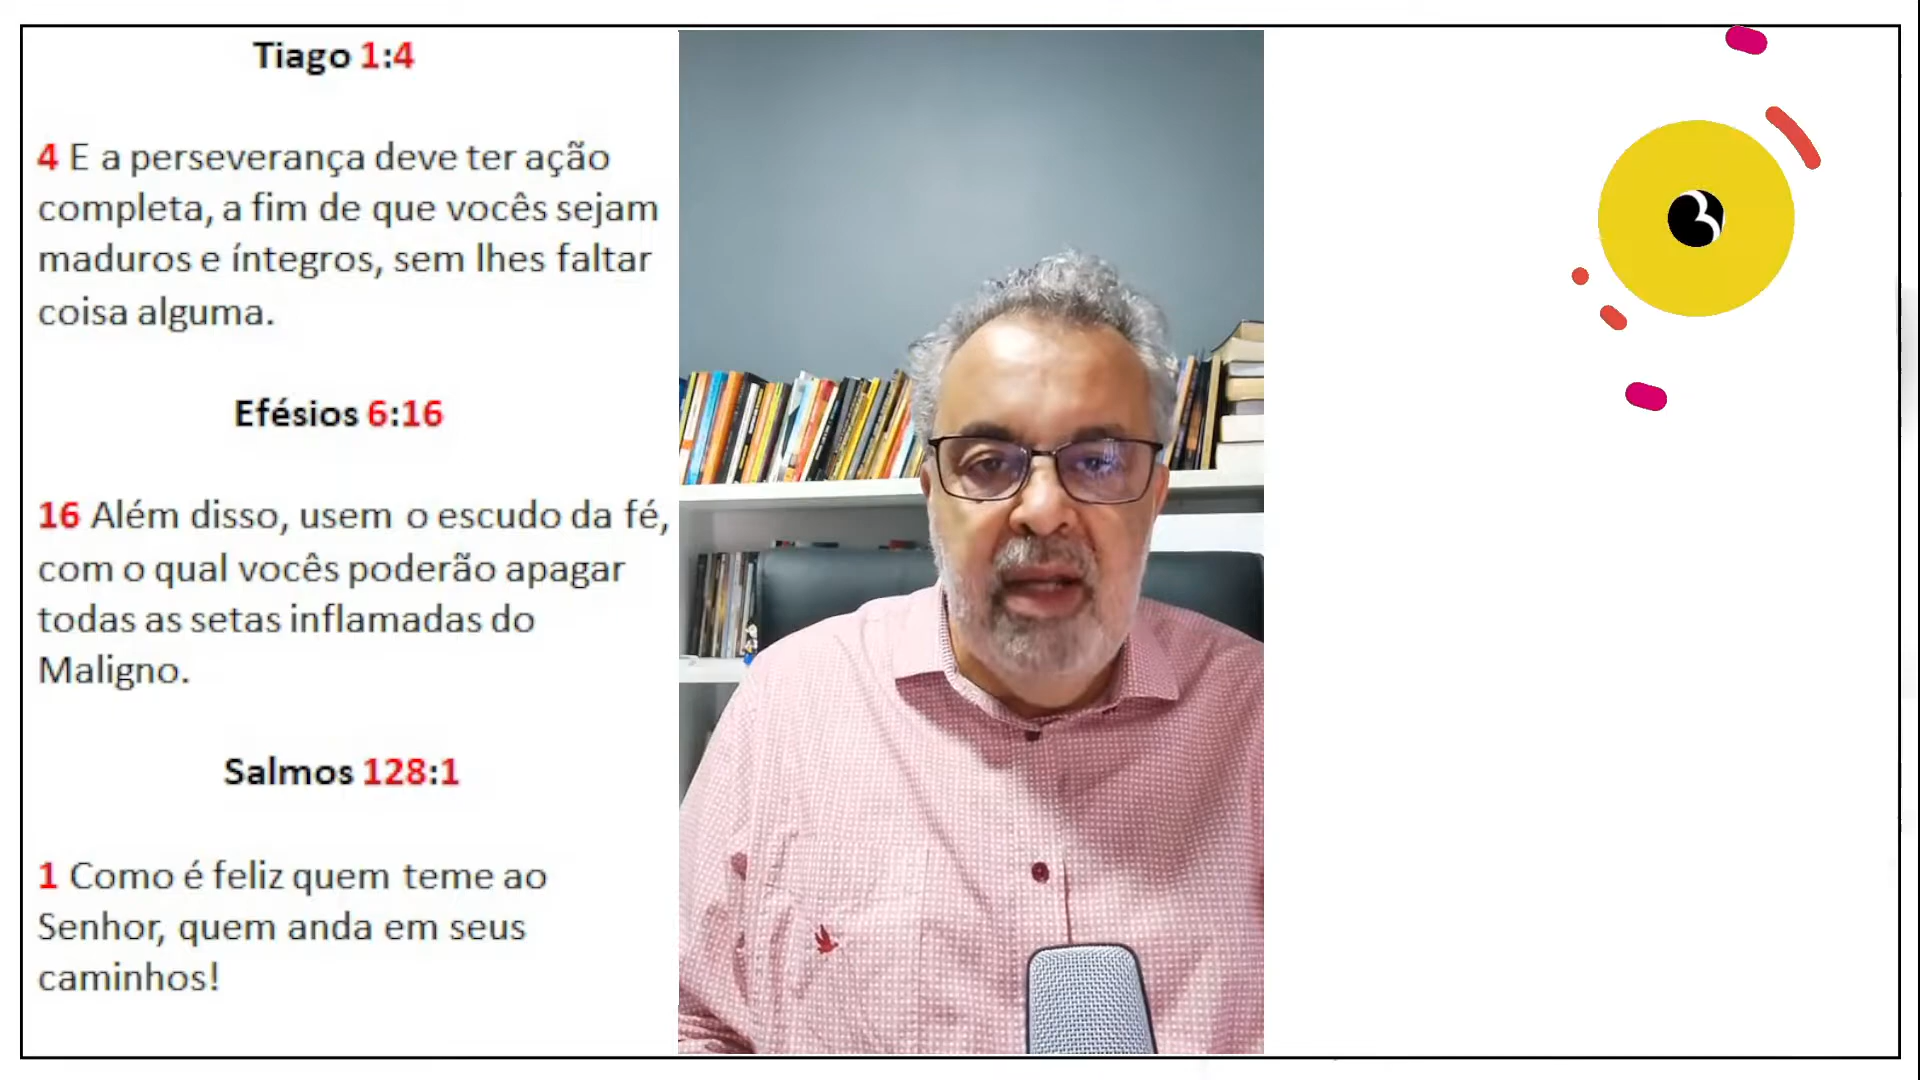 Tiago 1:4
4 E a perseverança deve ter ação
completa, a fim de que vocês sejam
maduros e íntegros, sem lhes faltar
coisa alguma.
Efésios 6:16
16 Além disso, usem o escudo da fé,
com o qual vocês poderão apagar
todas as setas inflamadas do
Maligno.
Salmos 128:1
1 Como é feliz quem teme ao
Senhor, quem anda em seus
caminhos!